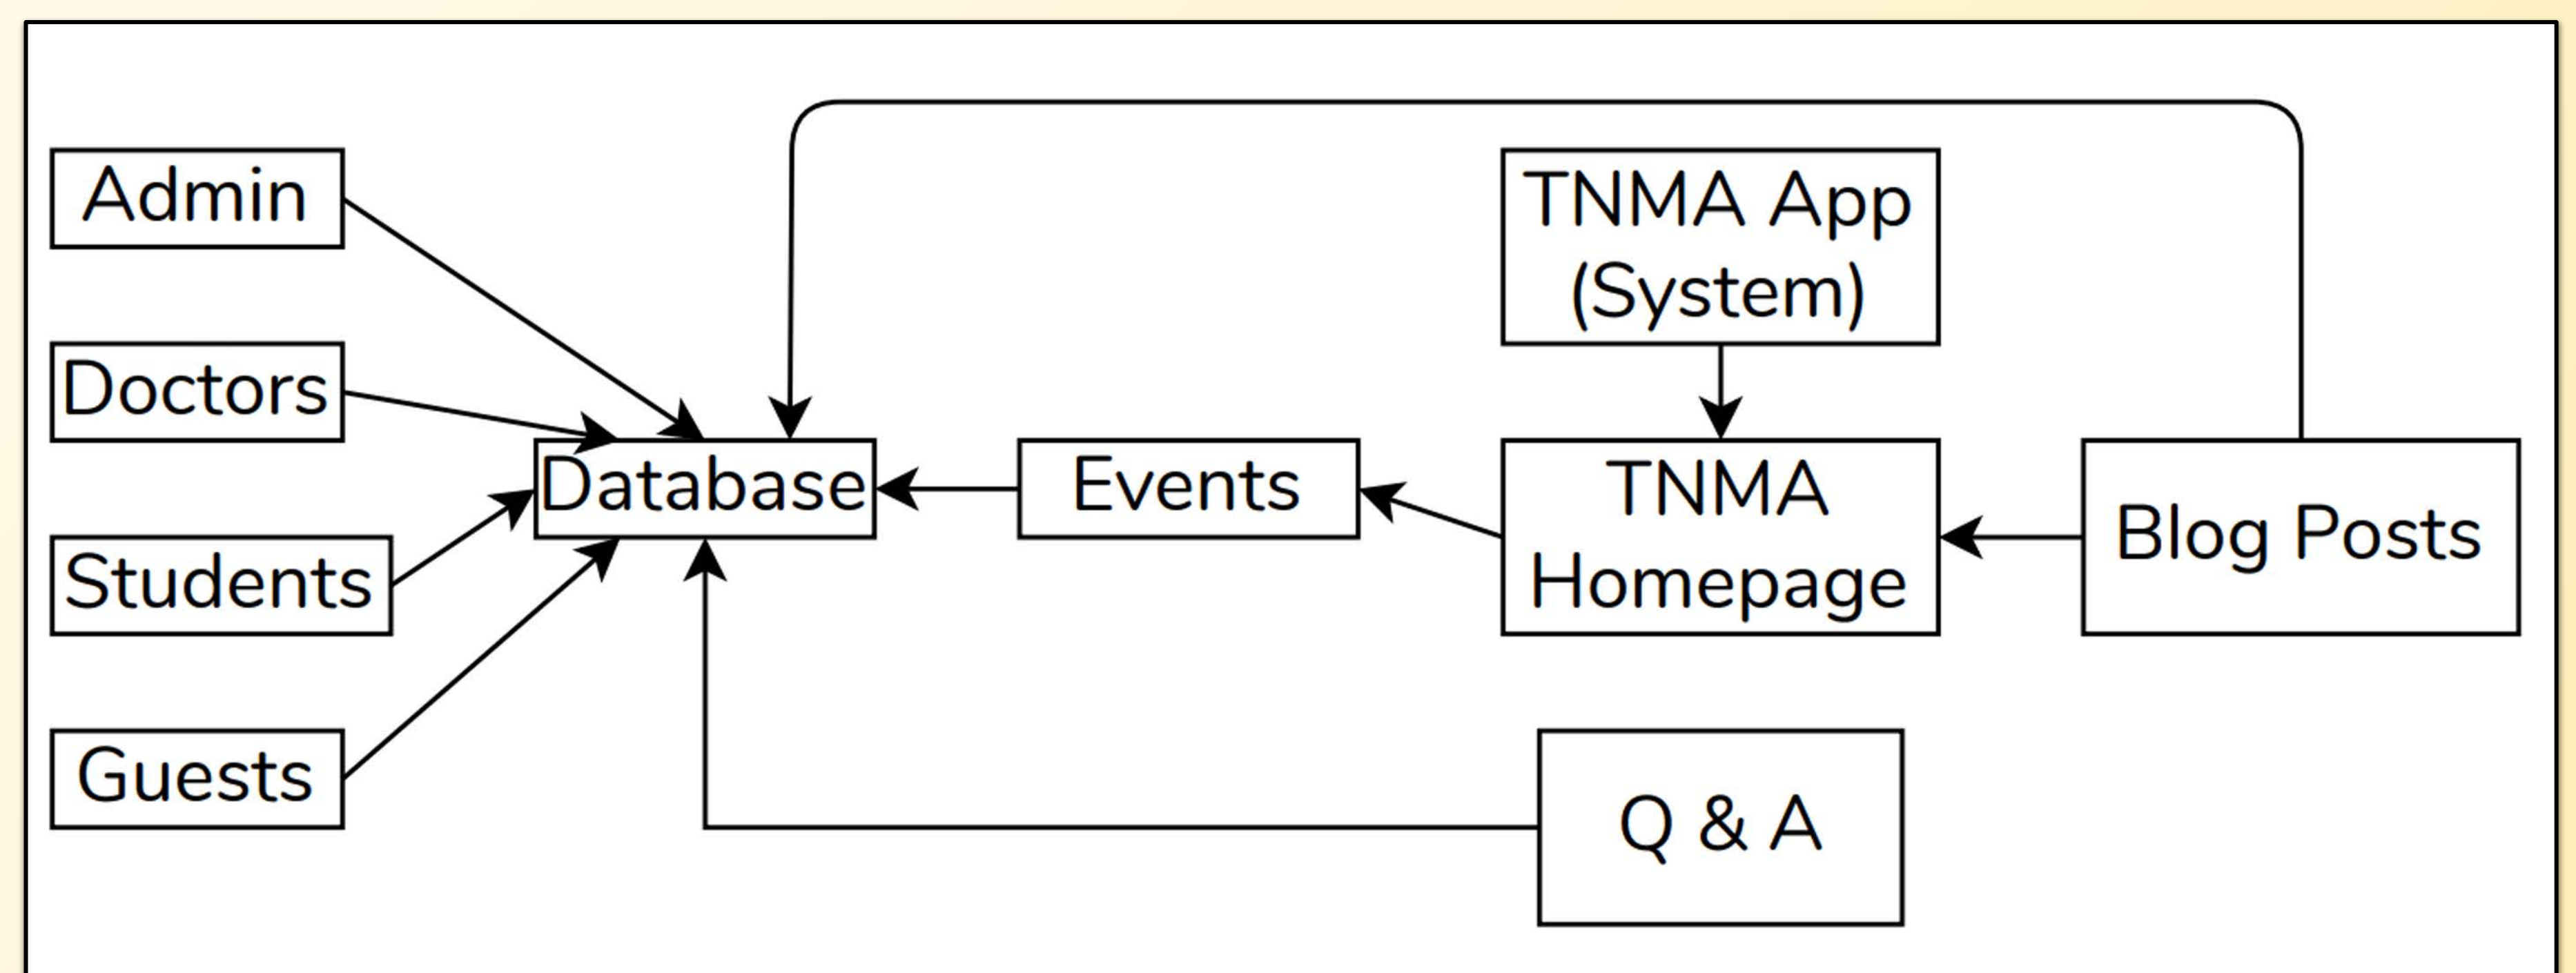 Admin
Doctors
Students
Guests
Database
Events
TNMA App
(System)
TNMA
Homepage
Blog Posts
Q & A